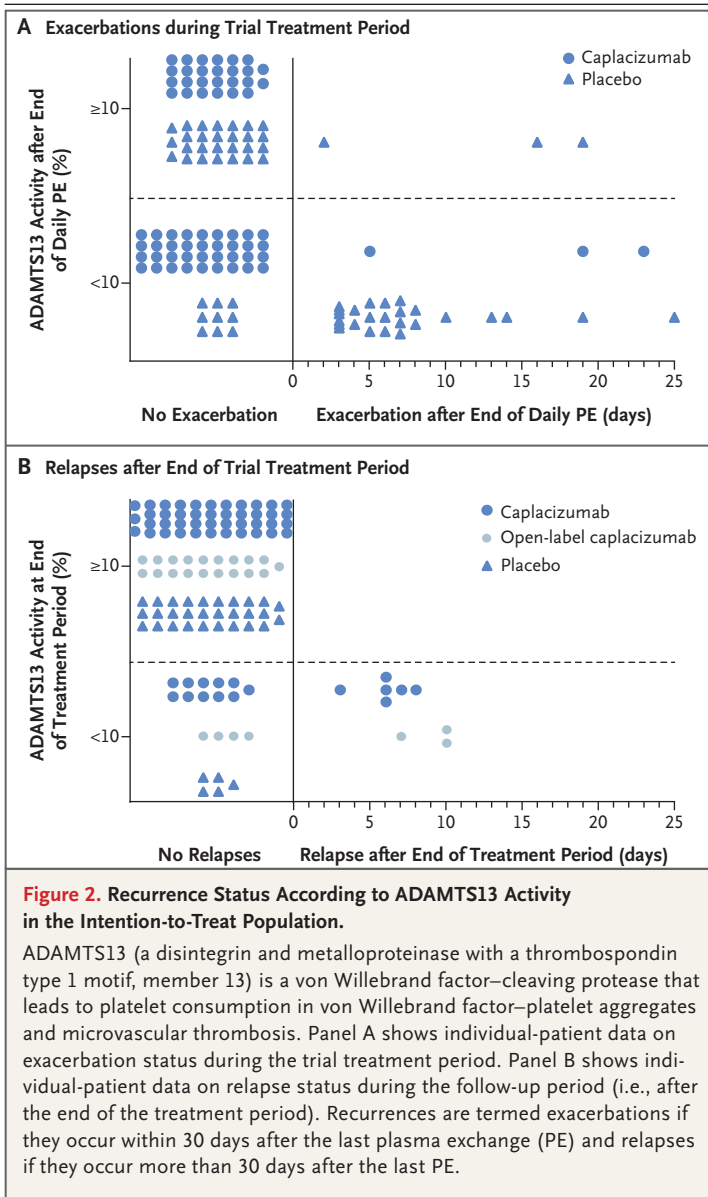 A Exacerbations during Trial Treatment Period
Caplacizumab
Placebo
ADAMTS13 Activity after End
of Daily PE (%)
≥10
<10
0 5 10 15 20 25
No Exacerbation Exacerbation after End of Daily PE (days)
B Relapses after End of Trial Treatment Period
Caplacizumab
Open-label caplacizumab
Placebo
ADAMTS13 Activity at End
of Treatment Period (%)
≥10
<10
0 5 10 15 20 25
No Relapses Relapse after End of Treatment Period (days)
Figure 2. Recurrence Status According to ADAMTS13 Activity
in the Intention-to-Treat Population.
ADAMTS13 (a disintegrin and metalloproteinase with a thrombospondin
type 1 motif, member 13) is a von Willebrand factor–cleaving protease that
leads to platelet consumption in von Willebrand factor–platelet aggregates
and microvascular thrombosis. Panel A shows individual-patient data on
exacerbation status during the trial treatment period. Panel B shows indi-
vidual-patient data on relapse status during the follow-up period (i.e., after
the end of the treatment period). Recurrences are termed exacerbations if
they occur within 30 days after the last plasma exchange (PE) and relapses
if they occur more than 30 days after the last PE.